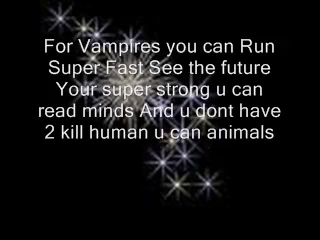 For Vampires you can Run
Super Fast See the future
Your super strong u can
read minds And u dont have
2 kill human u can animals